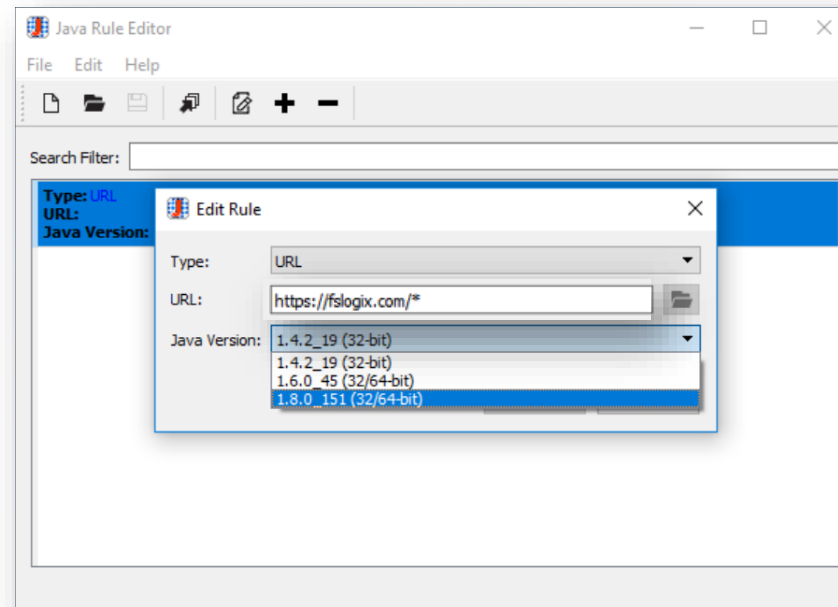 Java Rule Editor
File Edit Help
Search Filter:
Type: URL
URL:
Java Version:
Edit Rule
Type: URL
URL: https://fslogix.com/*
Java Version: 1.4.2_19 (32-bit)
1.4.2_19 (32-bit)
1.6.0_45 (32/64-bit)
1.8.0_151 (32/64-bit)